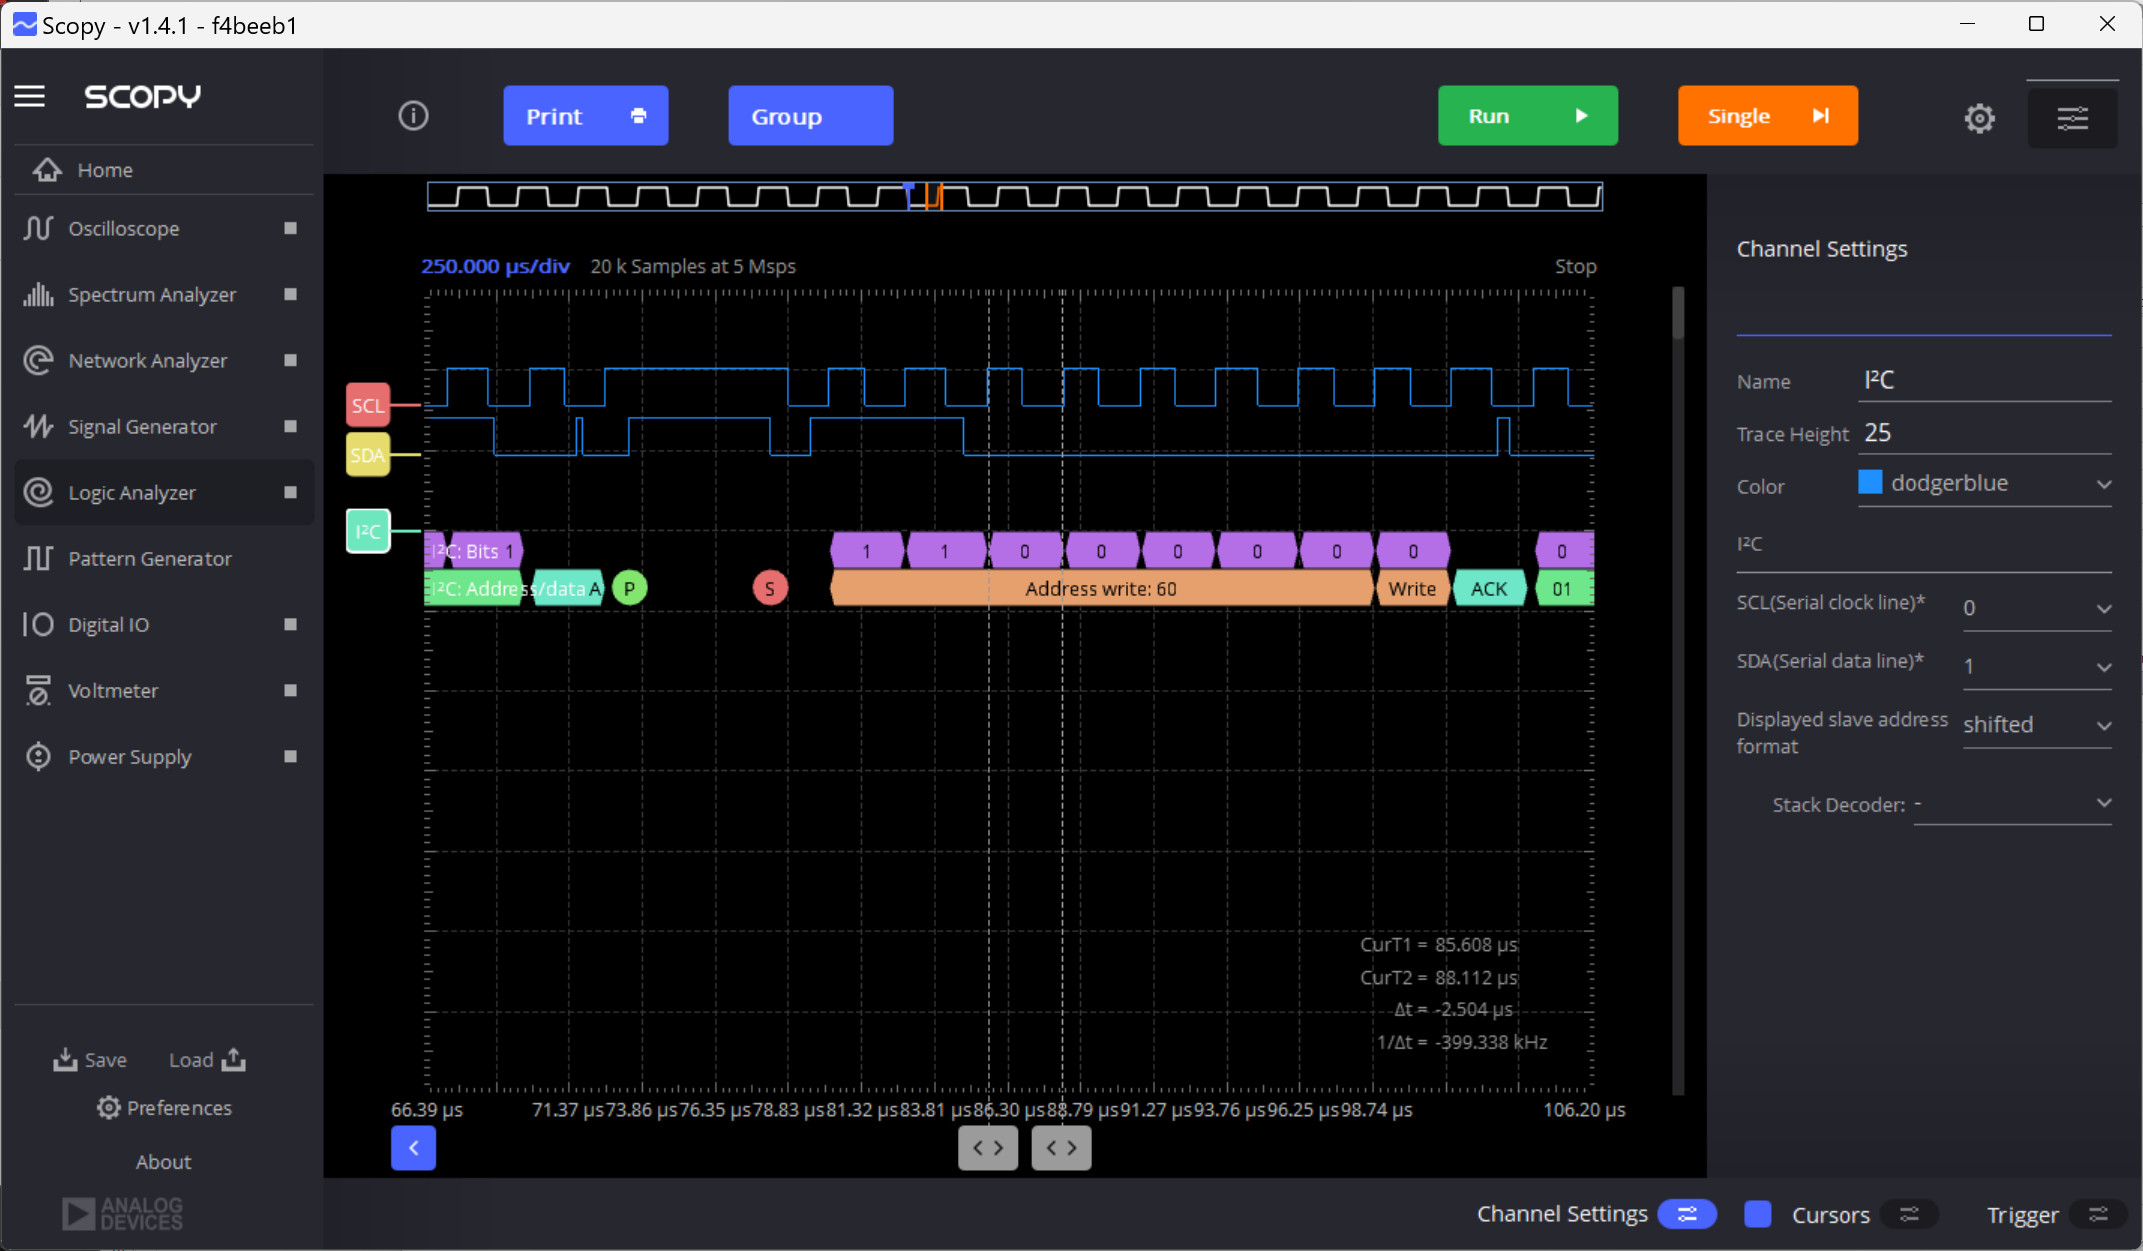 Scopy - v1.4.1 - f4beeb1
SCOPY
Print
Group
Run
Single
Home
Oscilloscope
Spectrum Analyzer
Network Analyzer
Signal Generator
Logic Analyzer
Pattern Generator
Digital IO
Voltmeter
Power Supply
Save
Load
Preferences
About
ANALOG
DEVICES
250.000 µs/div 20 k Samples at 5 Msps Stop
SCL
SDA
I²C
I²C: Bits 1 1 1 0 0 0 0 0 0 0
I²C: Address/data A P S Address write: 60 Write ACK 01
CurT1 = 85.608 µs
CurT2 = 88.112 µs
Δt = -2.504 µs
1/Δt = -399.338 kHz
66.39 µs 71.37 µs 73.86 µs 76.35 µs 78.83 µs 81.32 µs 83.81 µs 86.30 µs 88.79 µs 91.27 µs 93.76 µs 96.25 µs 98.74 µs 106.20 µs
Channel Settings
Name I²C
Trace Height 25
Color dodgerblue
I²C
SCL(Serial clock line)* 0
SDA(Serial data line)* 1
Displayed slave address
format shifted
Stack Decoder: -
Channel Settings Cursors Trigger